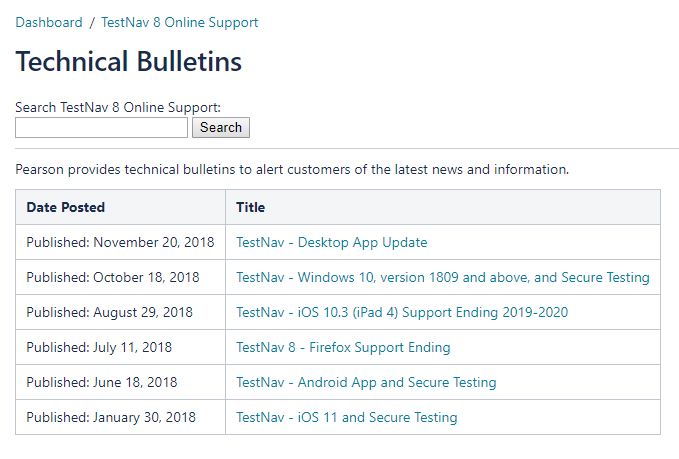 Dashboard / TestNav 8 Online Support
Technical Bulletins
Search TestNav 8 Online Support:
Search
Pearson provides technical bulletins to alert customers of the latest news and information.
Date Posted Title
Published: November 20, 2018 TestNav - Desktop App Update
Published: October 18, 2018 TestNav - Windows 10, version 1809 and above, and Secure Testing
Published: August 29, 2018 TestNav - iOS 10.3 (iPad 4) Support Ending 2019-2020
Published: July 11, 2018 TestNav 8 - Firefox Support Ending
Published: June 18, 2018 TestNav - Android App and Secure Testing
Published: January 30, 2018 TestNav - iOS 11 and Secure Testing